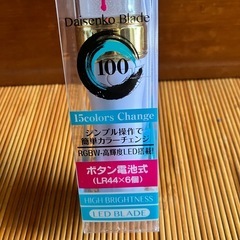 Daisenko Blade
100
15colors Change
シンプル操作で
簡単カラーチェンジ
RGBW-高輝度LED搭載!
ボタン電池式
(LR44×6個)
HIGH BRIGHTNESS
LED BLADE